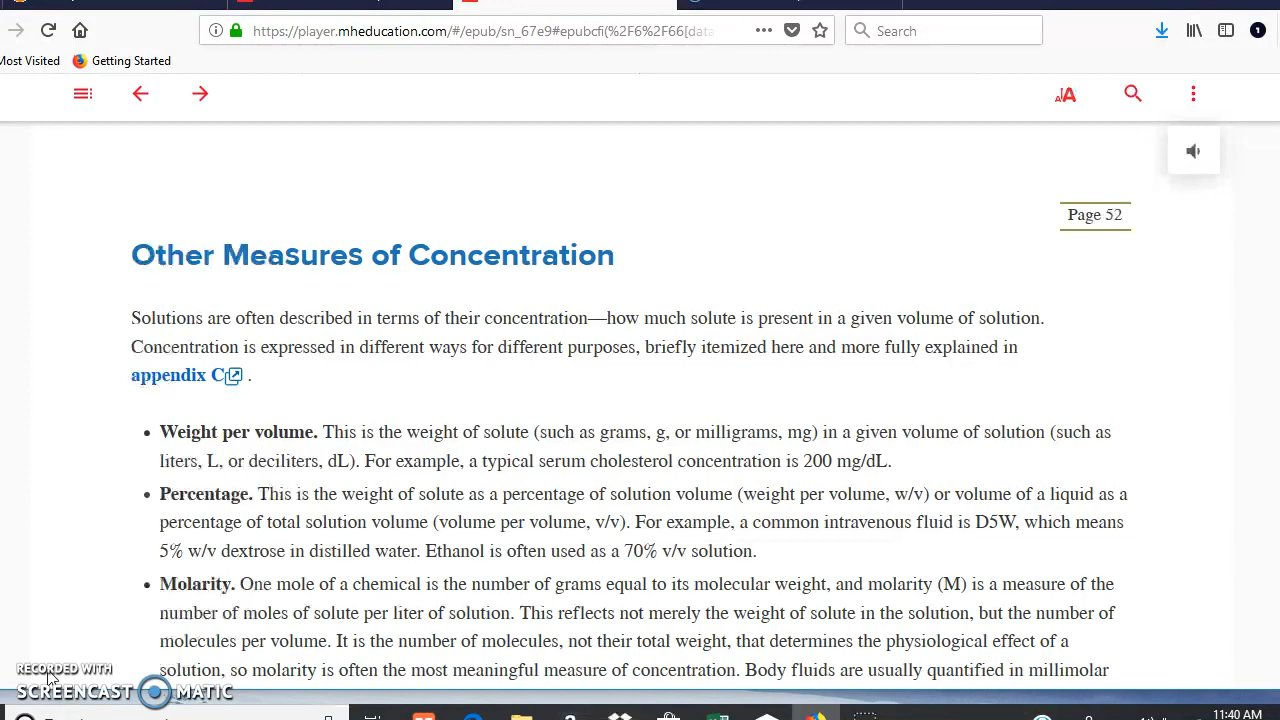 https://player.mheducation.com/#/epub/sn_67e9#epubcfi(%2F6%2F66[data
Search
Most Visited
Getting Started
Page 52
Other Measures of Concentration
Solutions are often described in terms of their concentration—how much solute is present in a given volume of solution.
Concentration is expressed in different ways for different purposes, briefly itemized here and more fully explained in
appendix C .
• Weight per volume. This is the weight of solute (such as grams, g, or milligrams, mg) in a given volume of solution (such as
liters, L, or deciliters, dL). For example, a typical serum cholesterol concentration is 200 mg/dL.
• Percentage. This is the weight of solute as a percentage of solution volume (weight per volume, w/v) or volume of a liquid as a
percentage of total solution volume (volume per volume, v/v). For example, a common intravenous fluid is D5W, which means
5% w/v dextrose in distilled water. Ethanol is often used as a 70% v/v solution.
• Molarity. One mole of a chemical is the number of grams equal to its molecular weight, and molarity (M) is a measure of the
number of moles of solute per liter of solution. This reflects not merely the weight of solute in the solution, but the number of
molecules per volume. It is the number of molecules, not their total weight, that determines the physiological effect of a
solution, so molarity is often the most meaningful measure of concentration. Body fluids are usually quantified in millimolar
RECORDED WITH
SCREENCAST MATIC
11:40 AM